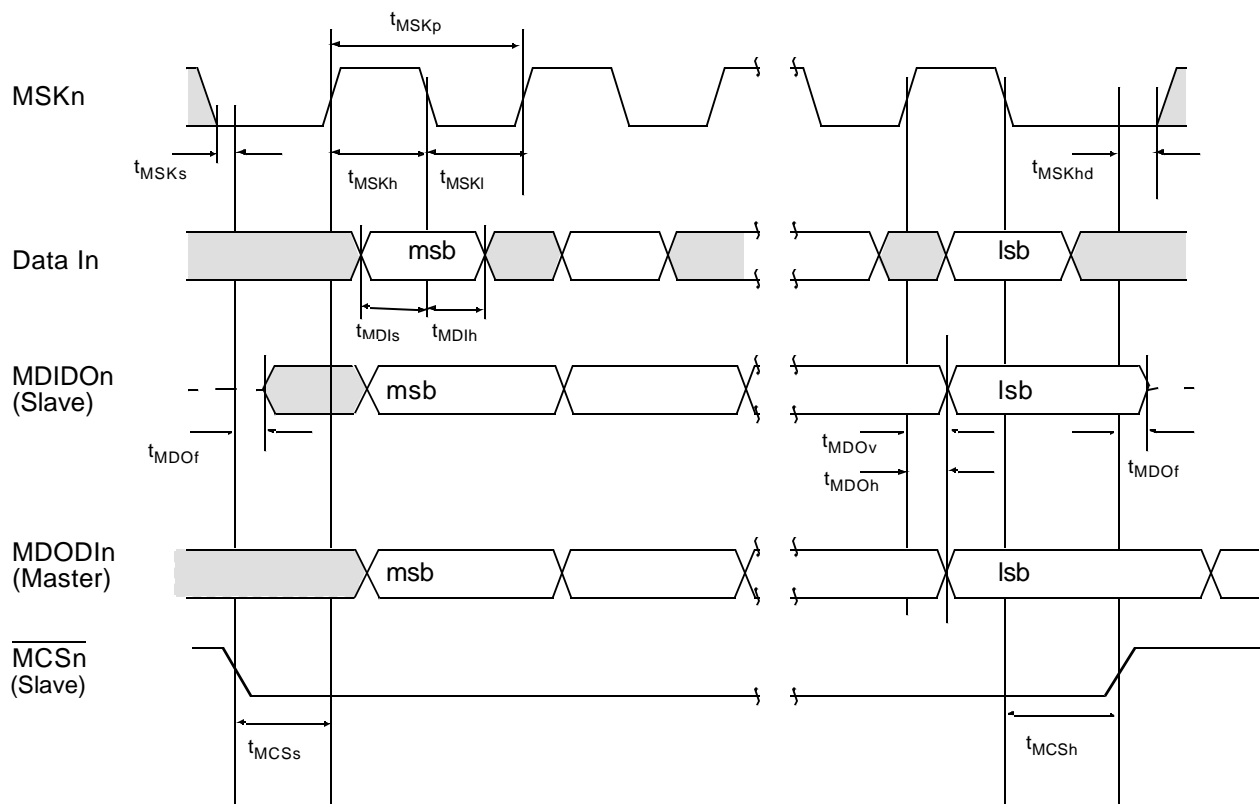 tMSKp
MSKn
tMSKs
tMSKh
tMSKl
tMSKhd
Data In
msb
lsb
tMDIs
tMDIh
MDIDOn
(Slave)
msb
lsb
tMDOf
tMDOv
tMDOf
tMDOh
MDODIn
(Master)
msb
lsb
MCSn
(Slave)
tMCSs
tMCSh